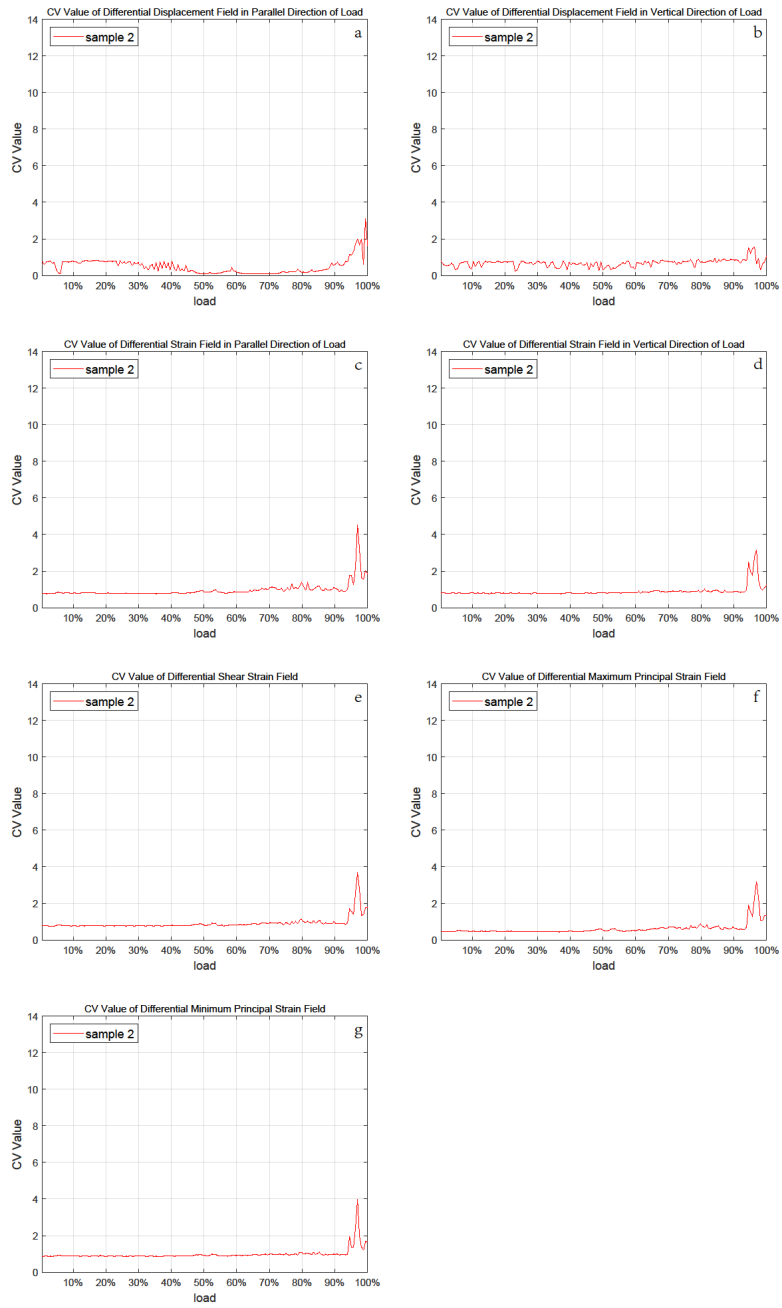 CV Value of Differential Displacement Field in Parallel Direction of Load
14
12
10
8
6
4
2
0
CV Value
sample 2
a
10% 20% 30% 40% 50% 60% 70% 80% 90% 100%
load
CV Value of Differential Displacement Field in Vertical Direction of Load
14
12
10
8
6
4
2
0
CV Value
sample 2
b
10% 20% 30% 40% 50% 60% 70% 80% 90% 100%
load
CV Value of Differential Strain Field in Parallel Direction of Load
14
12
10
8
6
4
2
0
CV Value
sample 2
c
10% 20% 30% 40% 50% 60% 70% 80% 90% 100%
load
CV Value of Differential Strain Field in Vertical Direction of Load
14
12
10
8
6
4
2
0
CV Value
sample 2
d
10% 20% 30% 40% 50% 60% 70% 80% 90% 100%
load
CV Value of Differential Shear Strain Field
14
12
10
8
6
4
2
0
CV Value
sample 2
e
10% 20% 30% 40% 50% 60% 70% 80% 90% 100%
load
CV Value of Differential Maximum Principal Strain Field
14
12
10
8
6
4
2
0
CV Value
sample 2
f
10% 20% 30% 40% 50% 60% 70% 80% 90% 100%
load
CV Value of Differential Minimum Principal Strain Field
14
12
10
8
6
4
2
0
CV Value
sample 2
g
10% 20% 30% 40% 50% 60% 70% 80% 90% 100%
load